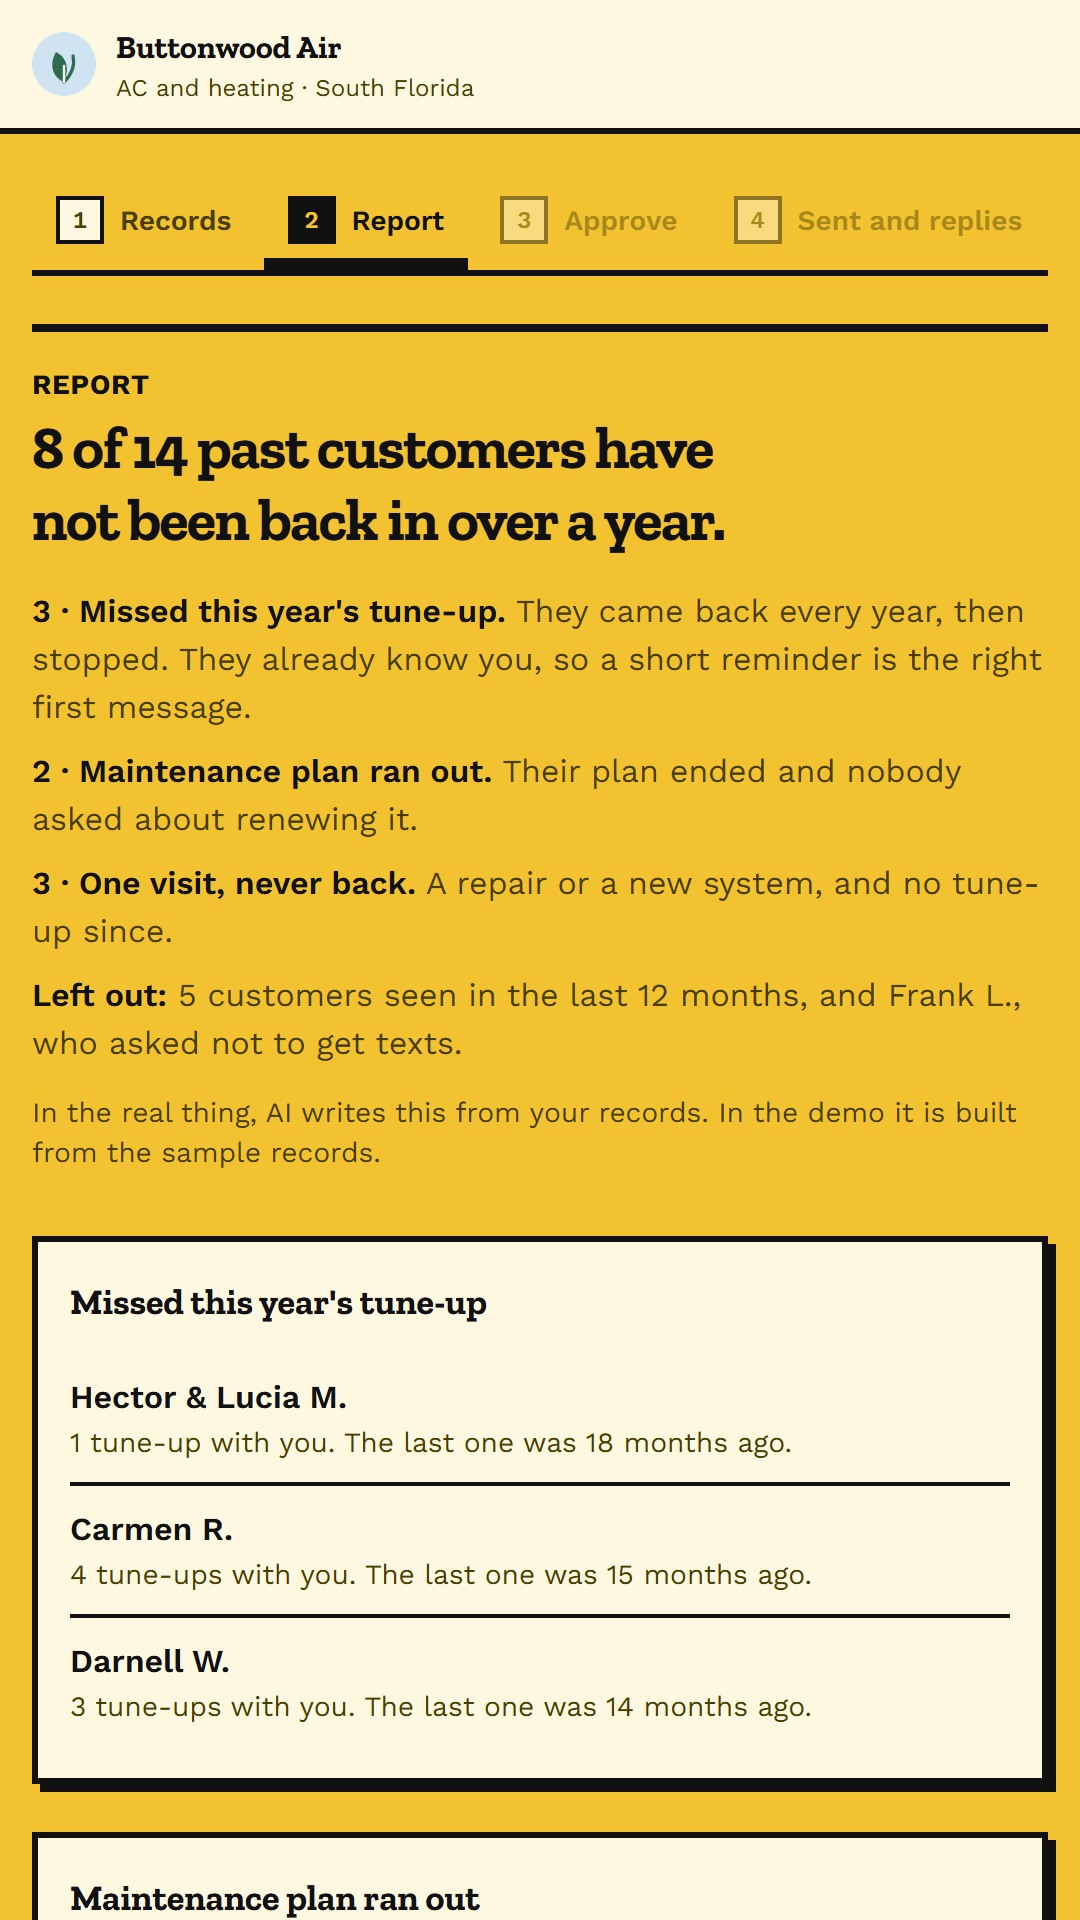 Buttonwood Air
AC and heating · South Florida
1 Records 2 Report 3 Approve 4 Sent and replies
REPORT
8 of 14 past customers have
not been back in over a year.
3 · Missed this year's tune-up. They came back every year, then
stopped. They already know you, so a short reminder is the right
first message.
2 · Maintenance plan ran out. Their plan ended and nobody
asked about renewing it.
3 · One visit, never back. A repair or a new system, and no tune-
up since.
Left out: 5 customers seen in the last 12 months, and Frank L.,
who asked not to get texts.
In the real thing, AI writes this from your records. In the demo it is built
from the sample records.
Missed this year's tune-up
Hector & Lucia M.
1 tune-up with you. The last one was 18 months ago.
Carmen R.
4 tune-ups with you. The last one was 15 months ago.
Darnell W.
3 tune-ups with you. The last one was 14 months ago.
Maintenance plan ran out